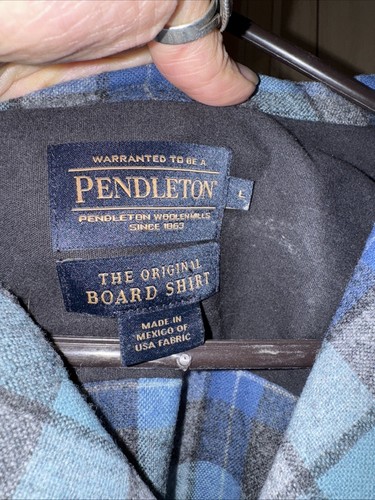 WARRANTED TO BE A
PENDLETON®
L
PENDLETON WOOLEN MILLS
SINCE 1863
THE ORIGINAL
BOARD SHIRT
MADE IN
MEXICO OF
USA FABRIC